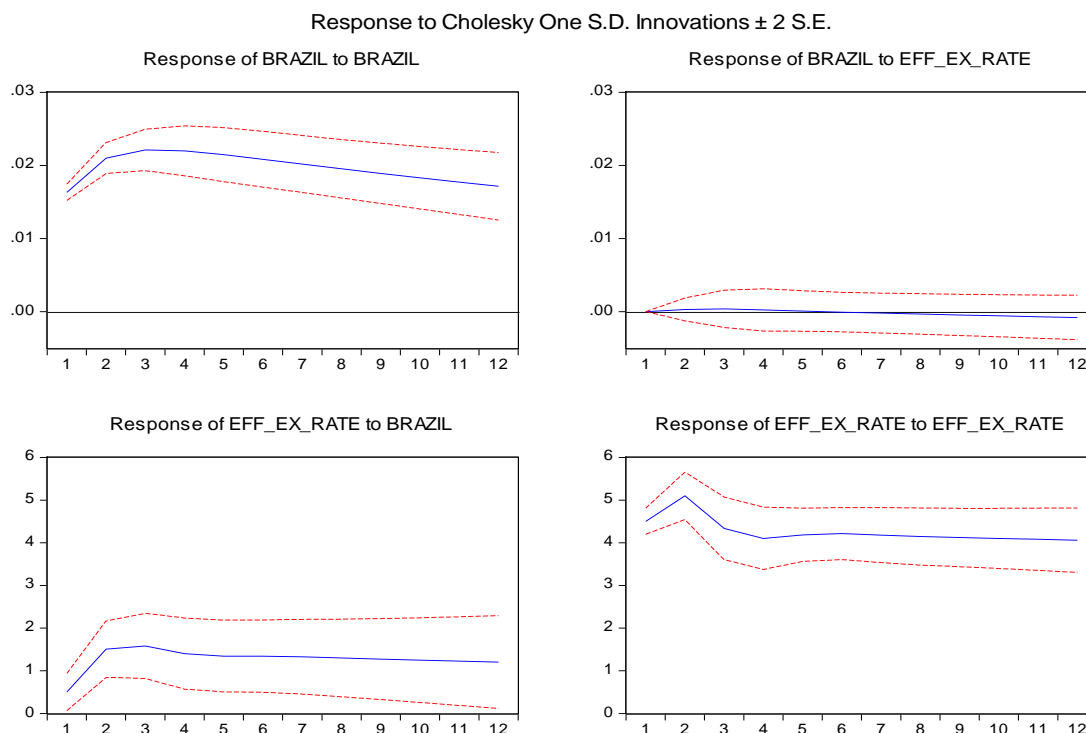 Response to Cholesky One S.D. Innovations ± 2 S.E.
Response of BRAZIL to BRAZIL
.03
.02
.01
.00
1 2 3 4 5 6 7 8 9 10 11 12
Response of BRAZIL to EFF_EX_RATE
.03
.02
.01
.00
1 2 3 4 5 6 7 8 9 10 11 12
Response of EFF_EX_RATE to BRAZIL
6
5
4
3
2
1
0
1 2 3 4 5 6 7 8 9 10 11 12
Response of EFF_EX_RATE to EFF_EX_RATE
6
5
4
3
2
1
0
1 2 3 4 5 6 7 8 9 10 11 12